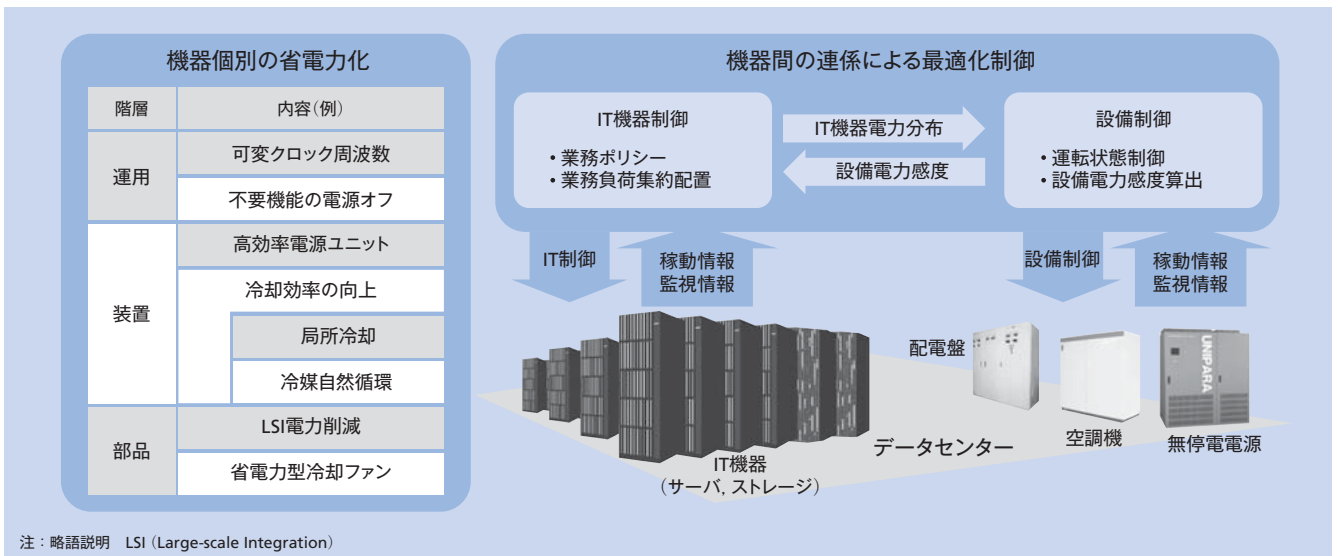 機器個別の省電力化
階層
内容（例）
運用
可変クロック周波数
不要機能の電源オフ
装置
高効率電源ユニット
冷却効率の向上
局所冷却
冷媒自然循環
部品
LSI電力削減
省電力型冷却ファン
機器間の連係による最適化制御
IT機器制御
・業務ポリシー
・業務負荷集約配置
IT機器電力分布
設備電力感度
設備制御
・運転状態制御
・設備電力感度算出
IT制御
稼動情報
監視情報
設備制御
稼動情報
監視情報
配電盤
UNIPARA
空調機
無停電電源
データセンター
IT機器
（サーバ, ストレージ）
注：略語説明　LSI（Large-scale Integration）